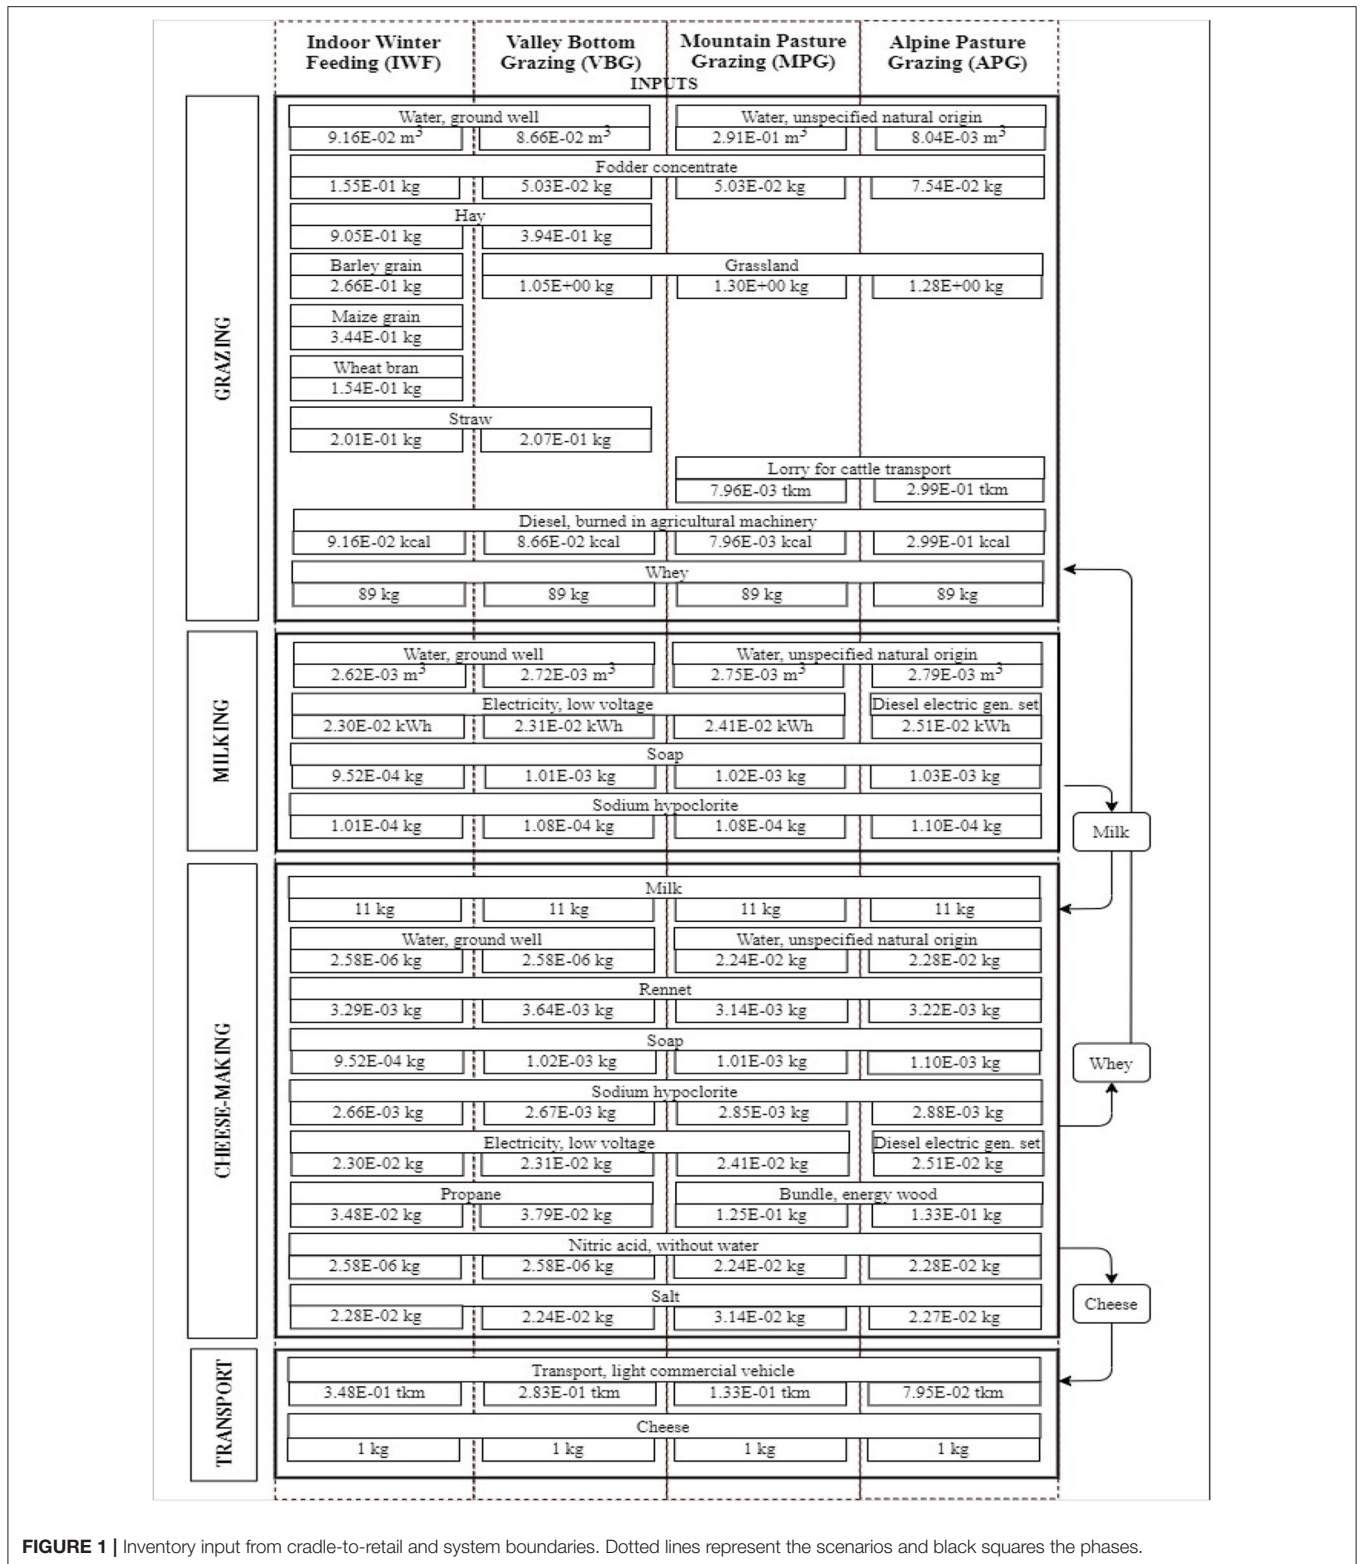 Indoor Winter
Feeding (IWF)
Valley Bottom
Grazing (VBG)
Mountain Pasture
Grazing (MPG)
Alpine Pasture
Grazing (APG)
INPUTS
GRAZING
Water, ground well
Water, unspecified natural origin
9.16E-02 m³
8.66E-02 m³
2.91E-01 m³
8.04E-03 m³
Fodder concentrate
1.55E-01 kg
5.03E-02 kg
5.03E-02 kg
7.54E-02 kg
Hay
9.05E-01 kg
3.94E-01 kg
Barley grain
Grassland
2.66E-01 kg
1.05E+00 kg
1.30E+00 kg
1.28E+00 kg
Maize grain
3.44E-01 kg
Wheat bran
1.54E-01 kg
Straw
2.01E-01 kg
2.07E-01 kg
Lorry for cattle transport
7.96E-03 tkm
2.99E-01 tkm
Diesel, burned in agricultural machinery
9.16E-02 kcal
8.66E-02 kcal
7.96E-03 kcal
2.99E-01 kcal
Whey
89 kg
89 kg
89 kg
89 kg
MILKING
Water, ground well
Water, unspecified natural origin
2.62E-03 m³
2.72E-03 m³
2.75E-03 m³
2.79E-03 m³
Electricity, low voltage
Diesel electric gen. set
2.30E-02 kWh
2.31E-02 kWh
2.41E-02 kWh
2.51E-02 kWh
Soap
9.52E-04 kg
1.01E-03 kg
1.02E-03 kg
1.03E-03 kg
Sodium hypoclorite
1.01E-04 kg
1.08E-04 kg
1.08E-04 kg
1.10E-04 kg
Milk
CHEESE-MAKING
Milk
11 kg
11 kg
11 kg
11 kg
Water, ground well
Water, unspecified natural origin
2.58E-06 kg
2.58E-06 kg
2.24E-02 kg
2.28E-02 kg
Rennet
3.29E-03 kg
3.64E-03 kg
3.14E-03 kg
3.22E-03 kg
Soap
9.52E-04 kg
1.02E-03 kg
1.01E-03 kg
1.10E-03 kg
Whey
Sodium hypoclorite
2.66E-03 kg
2.67E-03 kg
2.85E-03 kg
2.88E-03 kg
Electricity, low voltage
Diesel electric gen. set
2.30E-02 kg
2.31E-02 kg
2.41E-02 kg
2.51E-02 kg
Propane
Bundle, energy wood
3.48E-02 kg
3.79E-02 kg
1.25E-01 kg
1.33E-01 kg
Nitric acid, without water
2.58E-06 kg
2.58E-06 kg
2.24E-02 kg
2.28E-02 kg
Salt
2.28E-02 kg
2.24E-02 kg
3.14E-02 kg
2.27E-02 kg
Cheese
TRANSPORT
Transport, light commercial vehicle
3.48E-01 tkm
2.83E-01 tkm
1.33E-01 tkm
7.95E-02 tkm
Cheese
1 kg
1 kg
1 kg
1 kg
FIGURE 1 | Inventory input from cradle-to-retail and system boundaries. Dotted lines represent the scenarios and black squares the phases.